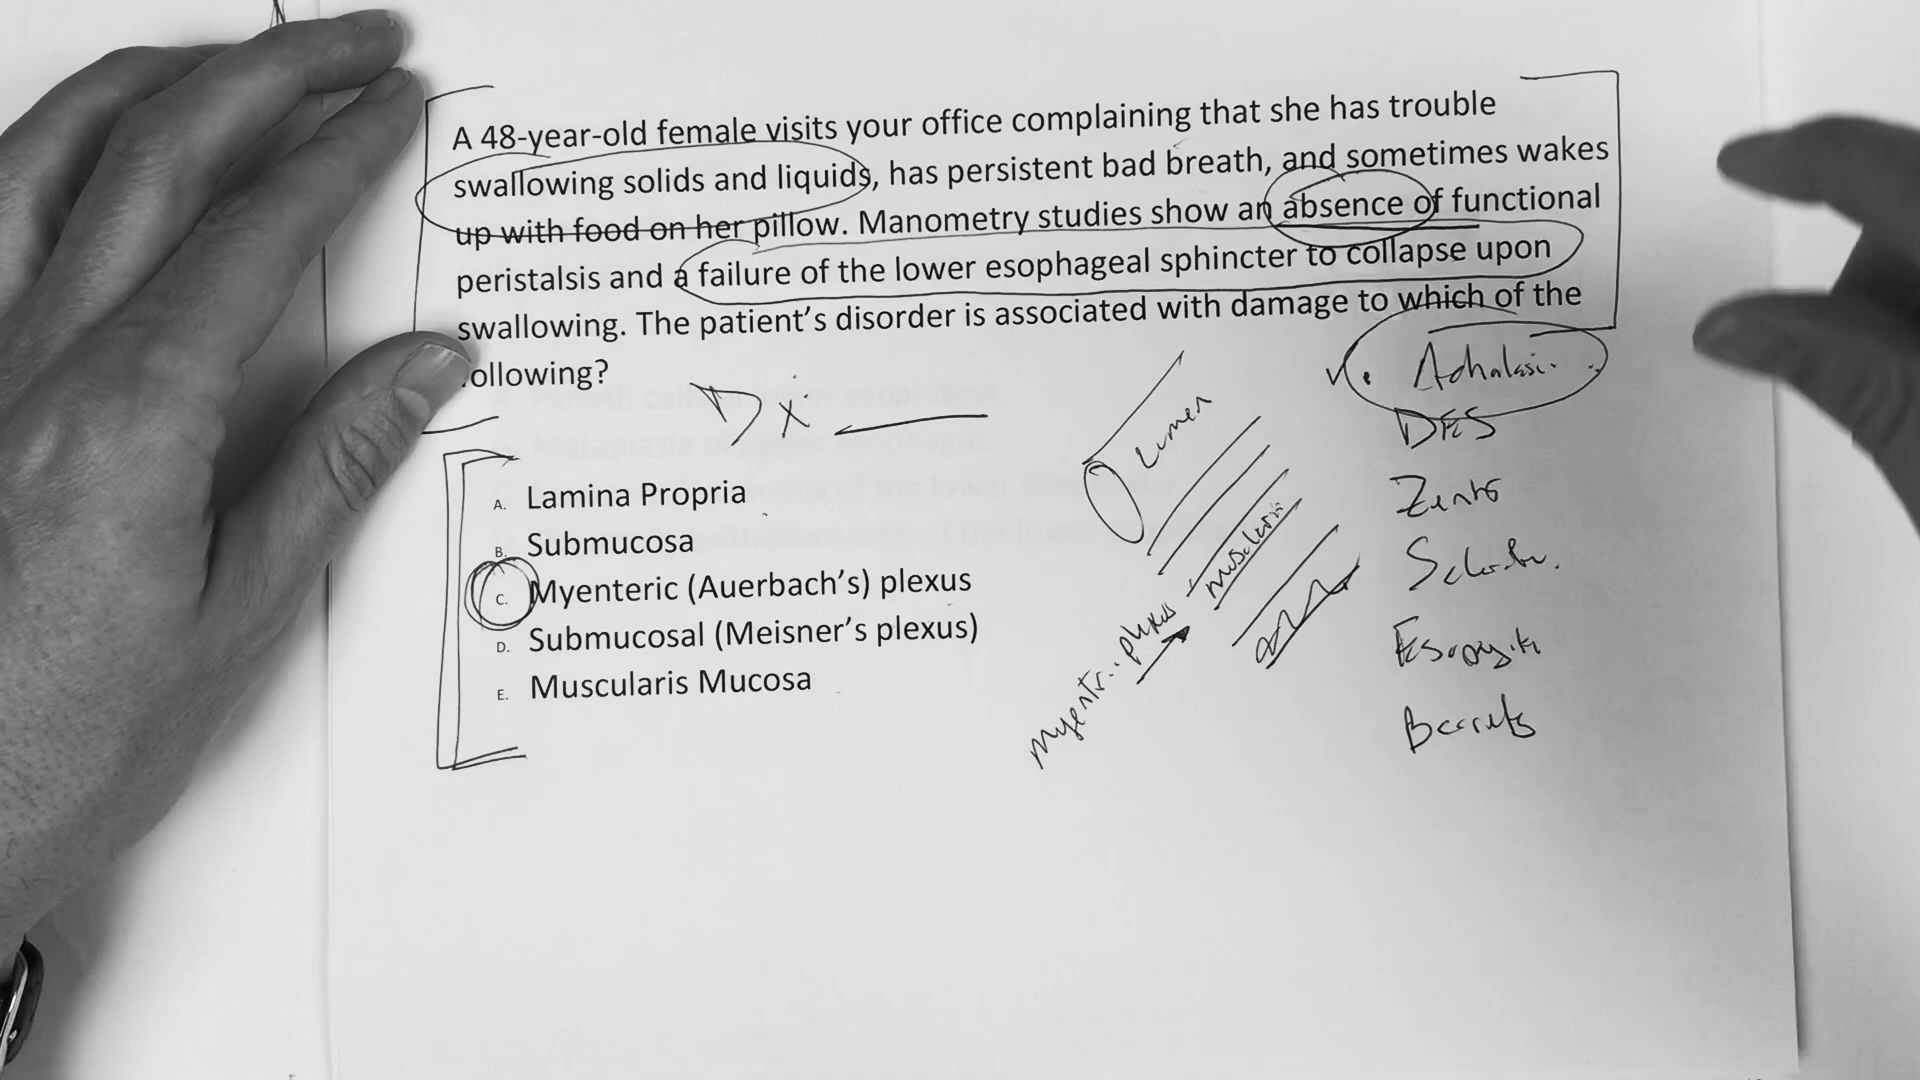 A 48-year-old female visits your office complaining that she has trouble
swallowing solids and liquids, has persistent bad breath, and sometimes wakes
up with food on her pillow. Manometry studies show an absence of functional
peristalsis and a failure of the lower esophageal sphincter to collapse upon
swallowing. The patient's disorder is associated with damage to which of the
ollowing?
Dx
A. Lamina Propria
B. Submucosa
C. Myenteric (Auerbach's) plexus
D. Submucosal (Meisner's plexus)
E. Muscularis Mucosa
Lumen
muscularis
plexus
DES